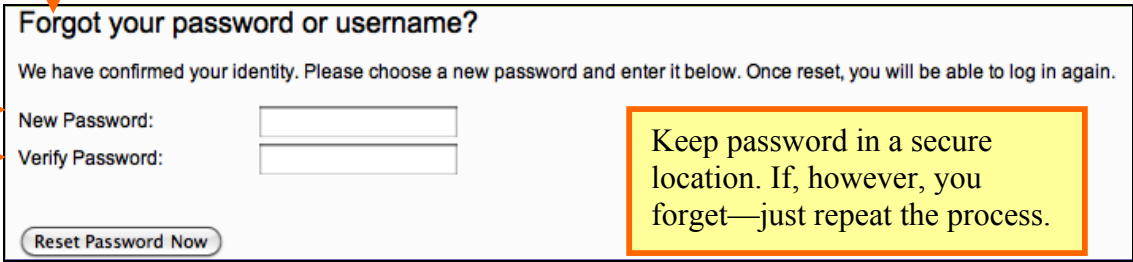 Forgot your password or username?
We have confirmed your identity. Please choose a new password and enter it below. Once reset, you will be able to log in again.
New Password:
Verify Password:
Keep password in a secure
location. If, however, you
forget—just repeat the process.
Reset Password Now